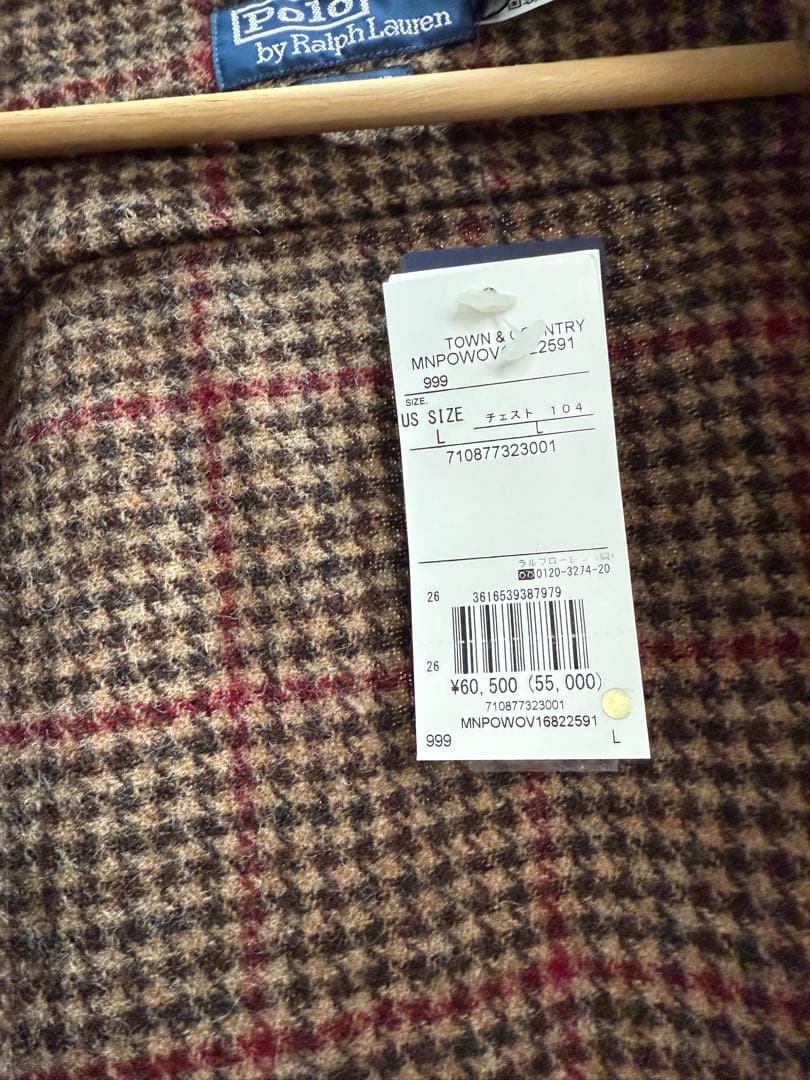 Polo
by Ralph Lauren
TOWN & COUNTRY
MNPOWOV 22591
999
SIZE.
US SIZE
チェスト 104
L
L
710877323001
ラルフローレン
0120-3274-20
26
3616539387979
26
¥60,500 (55,000)
710877323001
MNPOWOV16822591
999
L